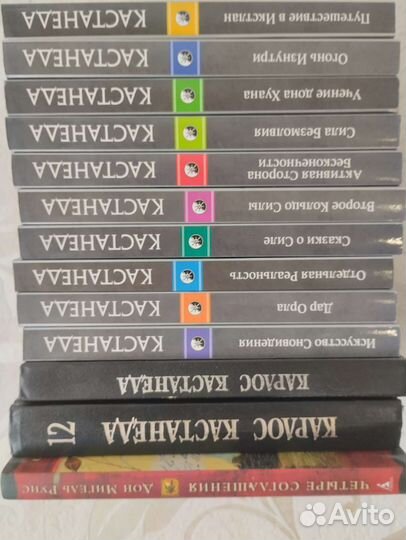 КАСТАНЕДА Путешествие в Икстлан
КАСТАНЕДА Огонь Изнутри
КАСТАНЕДА Учение дона Хуана
КАСТАНЕДА Сила Безмолвия
КАСТАНЕДА Активная Сторона
Бесконечности
КАСТАНЕДА Второе Кольцо Силы
КАСТАНЕДА Сказки о Силе
КАСТАНЕДА Отдельная Реальность
КАСТАНЕДА Дар Орла
КАСТАНЕДА Искусство Сновидения
КАРЛОС КАСТАНЕДА
КАРЛОС КАСТАНЕДА 12
ЧЕТЫРЕ СОГЛАШЕНИЯ ДОН МИГЕЛЬ РУИС
Avito